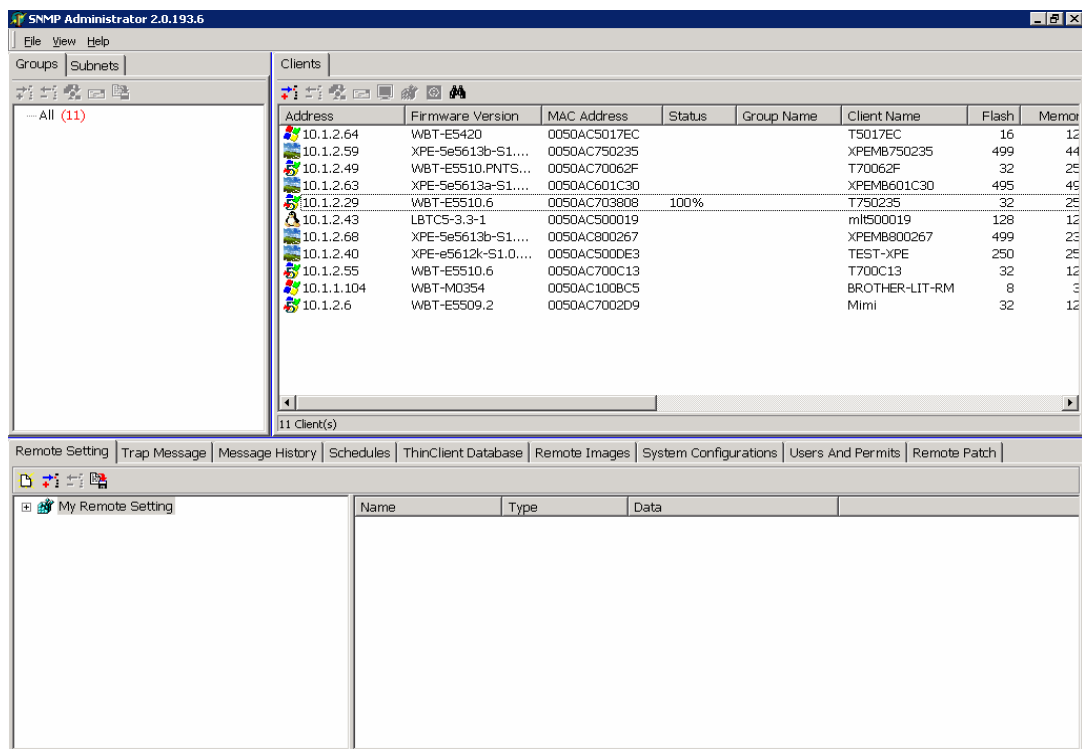 SNMP Administrator 2.0.193.6
File View Help
Groups Subnets
Clients
All (11)
Address Firmware Version MAC Address Status Group Name Client Name Flash Memor
10.1.2.64 WBT-E5420 0050AC5017EC T5017EC 16 12
10.1.2.59 XPE-5e5613b-S1.... 0050AC750235 XPEMB750235 499 44
10.1.2.49 WBT-E5510.PNTS... 0050AC70062F T70062F 32 25
10.1.2.63 XPE-5e5613a-S1.... 0050AC601C30 XPEMB601C30 495 49
10.1.2.29 WBT-E5510.6 0050AC703808 100% T750235 32 25
10.1.2.43 LBTC5-3.3-1 0050AC500019 mlt500019 128 12
10.1.2.68 XPE-5e5613b-S1.... 0050AC800267 XPEMB800267 499 23
10.1.2.40 XPE-e5612k-S1.0.... 0050AC500DE3 TEST-XPE 250 25
10.1.2.55 WBT-E5510.6 0050AC700C13 T700C13 32 12
10.1.1.104 WBT-M0354 0050AC100BC5 BROTHER-LIT-RM 8 3
10.1.2.6 WBT-E5509.2 0050AC7002D9 Mimi 32 12
11 Client(s)
Remote Setting Trap Message Message History Schedules ThinClient Database Remote Images System Configurations Users And Permits Remote Patch
My Remote Setting
Name Type Data